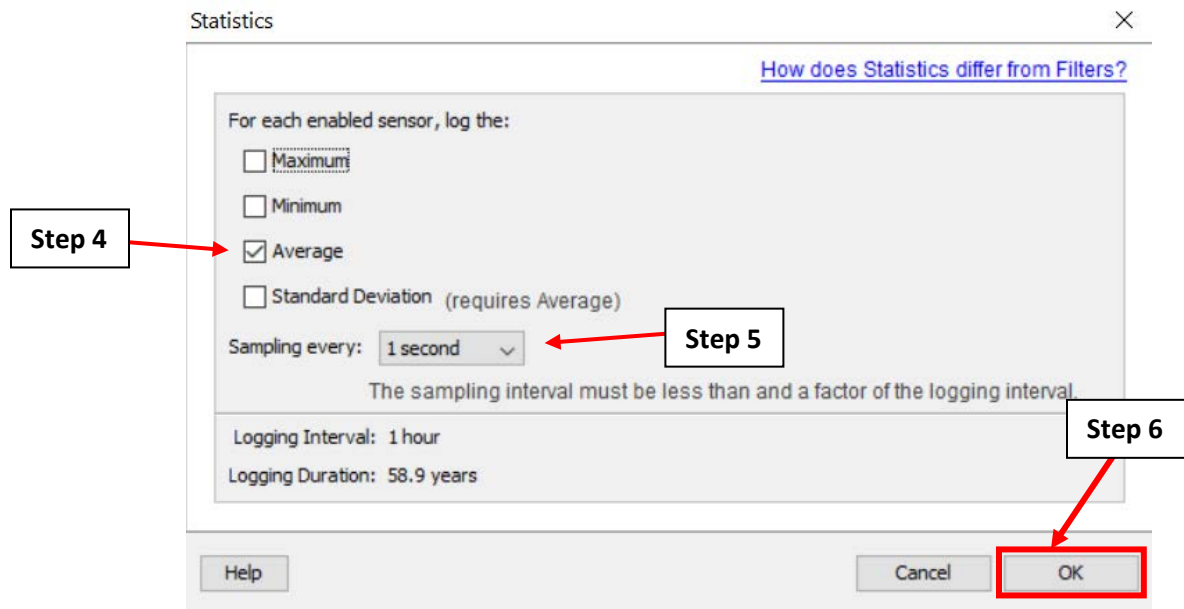 Statistics
How does Statistics differ from Filters?
For each enabled sensor, log the:
Maximum
Minimum
Step 4
Average
Standard Deviation (requires Average)
Sampling every: 1 second
Step 5
The sampling interval must be less than and a factor of the logging interval.
Logging Interval: 1 hour
Step 6
Logging Duration: 58.9 years
Help
Cancel
OK